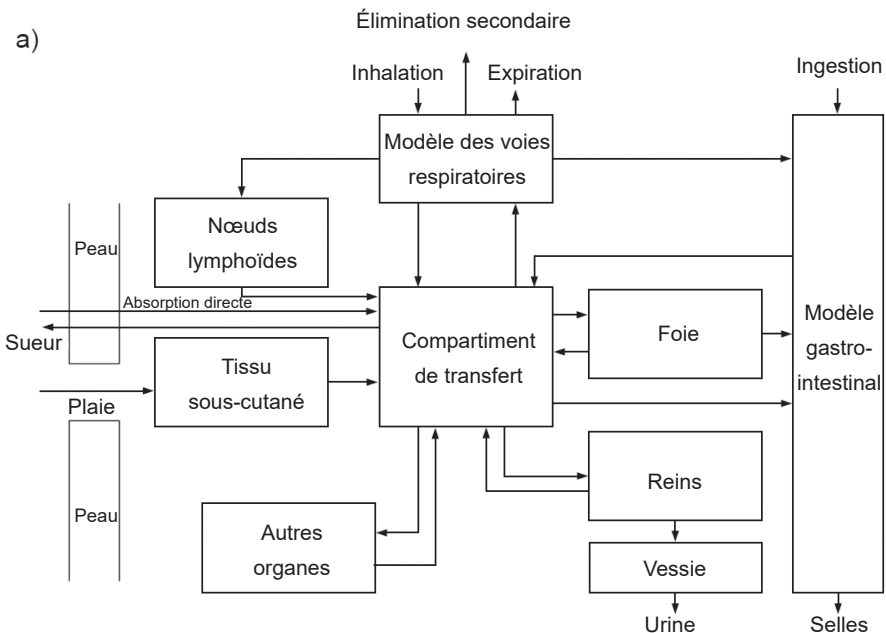 a)
Élimination secondaire
Inhalation
Expiration
Ingestion
Modèle des voies
respiratoires
Nœuds
lymphoïdes
Peau
Absorption directe
Sueur
Compartiment
de transfert
Foie
Modèle
gastro-
intestinal
Tissu
sous-cutané
Plaie
Peau
Autres
organes
Reins
Vessie
Urine
Selles